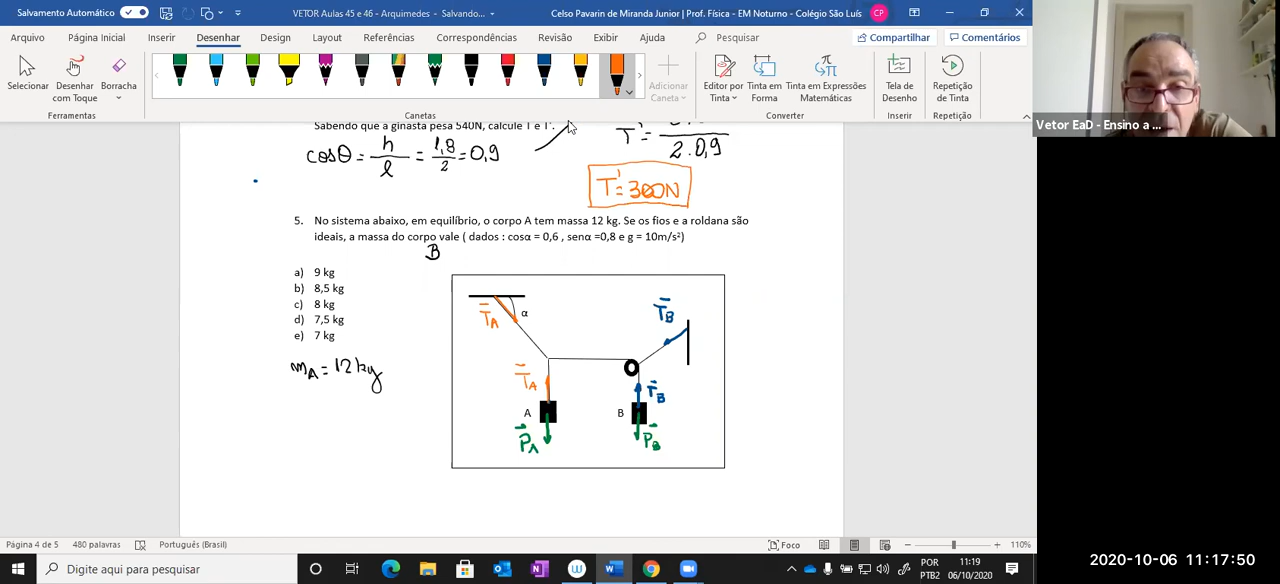 Salvamento Automático
VETOR Aulas 45 e 46 - Arquimedes - Salvando...
Celso Pavarin de Miranda Junior | Prof. Física - EM Noturno - Colégio São Luís
CP
Arquivo
Página Inicial
Inserir
Desenhar
Design
Layout
Referências
Correspondências
Revisão
Exibir
Ajuda
Pesquisar
Compartilhar
Comentários
Selecionar
Desenhar com Toque
Borracha
Adicionar Caneta
Editor por Tinta
Tinta em Forma
Tinta em Expressões Matemáticas
Tela de Desenho
Repetição de Tinta
Ferramentas
Canetas
Converter
Inserir
Repetição
Vetor EaD - Ensino a ...
Sabendo que a ginasta pesa 540N, calcule T e T'.
cosθ = h/l = 1,8/2 = 0,9
T' =
2.0,9
T' = 300N
5. No sistema abaixo, em equilíbrio, o corpo A tem massa 12 kg. Se os fios e a roldana são
ideais, a massa do corpo vale ( dados : cosα = 0,6 , senα =0,8 e g = 10m/s²)
B
a) 9 kg
b) 8,5 kg
c) 8 kg
d) 7,5 kg
e) 7 kg
mA = 12 kg
α
TA
TB
TA
TB
A
B
PA
PB
Página 4 de 5
480 palavras
Português (Brasil)
Foco
110%
Digite aqui para pesquisar
POR
PTB2
11:19
06/10/2020
2020-10-06 11:17:50